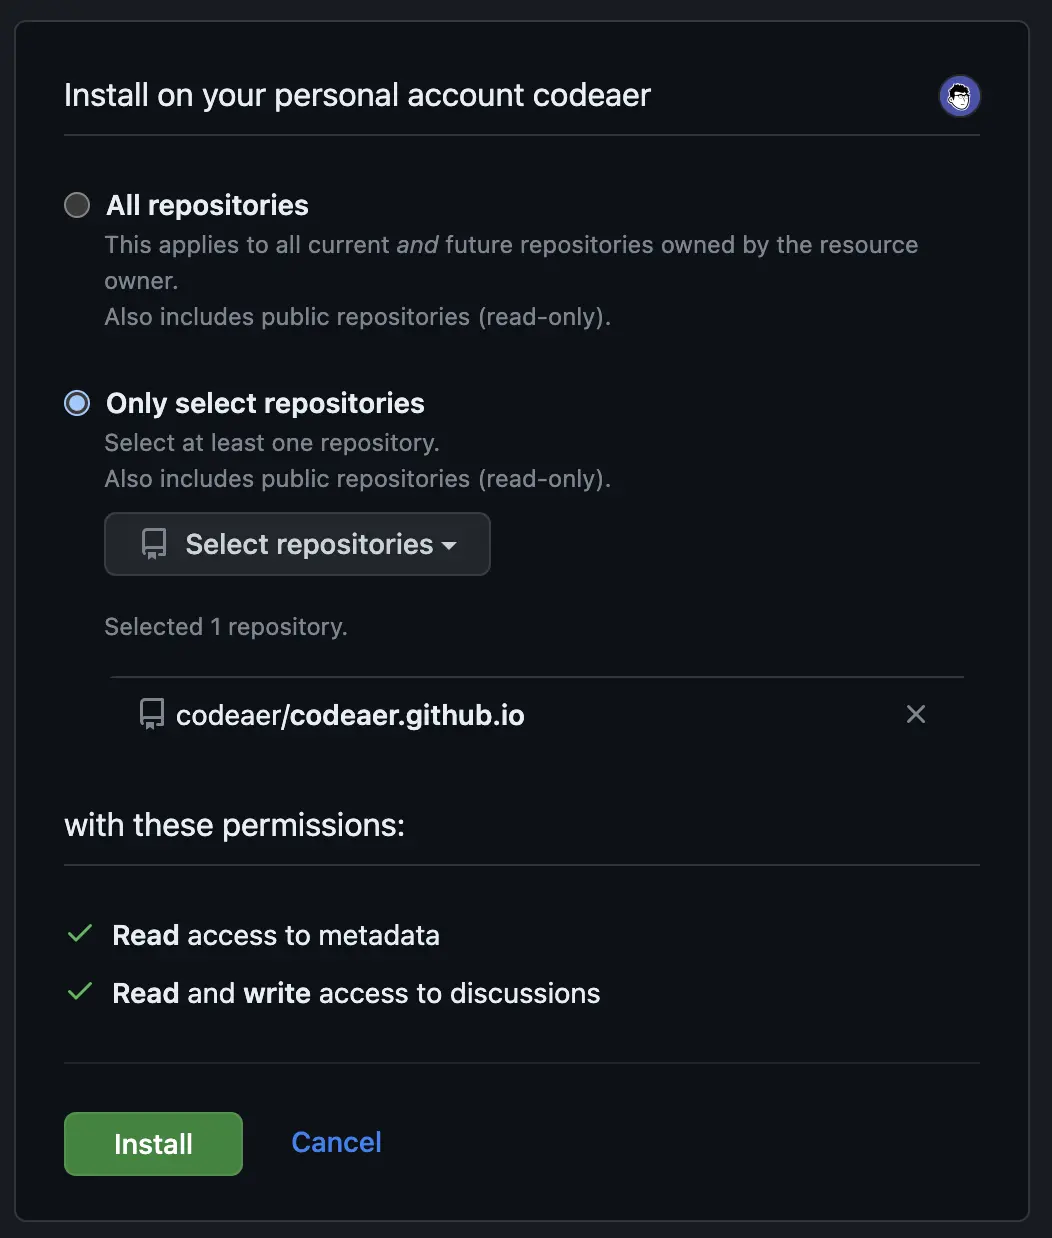 Install on your personal account codeaer
All repositories
This applies to all current and future repositories owned by the resource
owner.
Also includes public repositories (read-only).
Only select repositories
Select at least one repository.
Also includes public repositories (read-only).
Select repositories
Selected 1 repository.
codeaer/codeaer.github.io
with these permissions:
Read access to metadata
Read and write access to discussions
Install Cancel